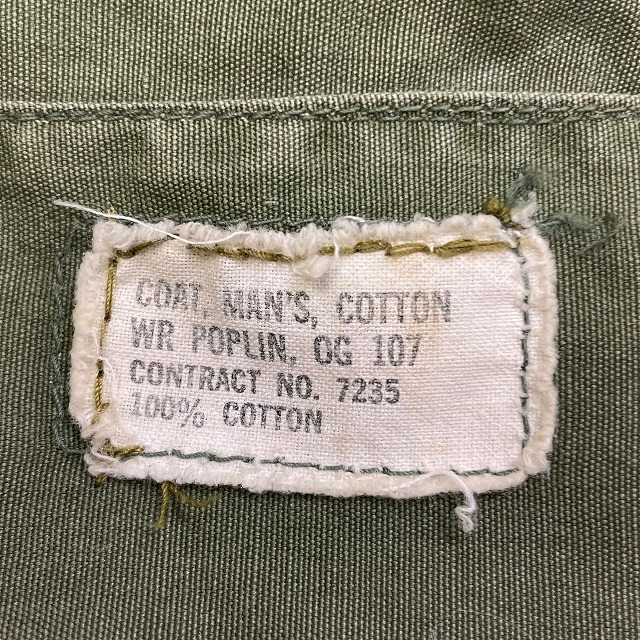 COAT, MAN'S, COTTON
WR POPLIN, OG 107
CONTRACT NO. 7235
100% COTTON